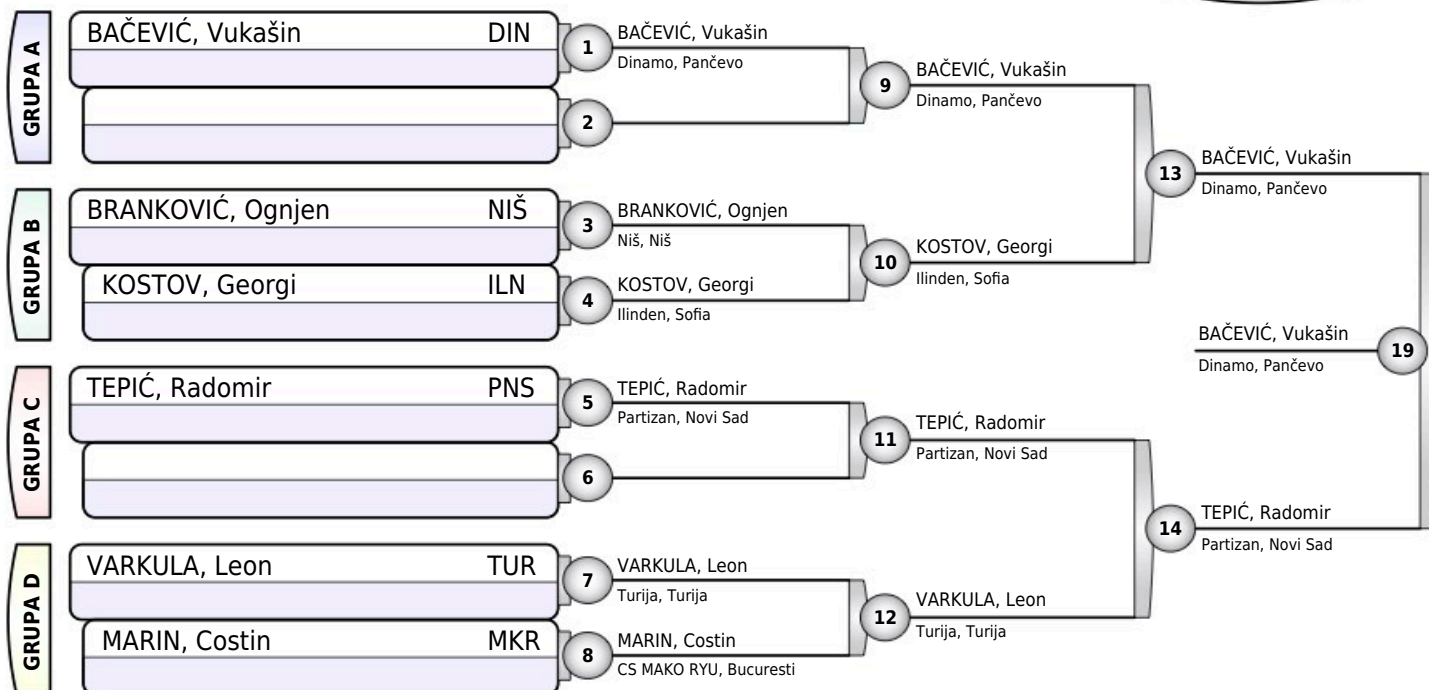 GRUPA A
BAČEVIĆ, Vukašin DIN
1
BAČEVIĆ, Vukašin
Dinamo, Pančevo
2
9
BAČEVIĆ, Vukašin
Dinamo, Pančevo
GRUPA B
BRANKOVIĆ, Ognjen NIŠ
3
BRANKOVIĆ, Ognjen
Niš, Niš
KOSTOV, Georgi ILN
4
KOSTOV, Georgi
Ilinden, Sofia
10
KOSTOV, Georgi
Ilinden, Sofia
13
BAČEVIĆ, Vukašin
Dinamo, Pančevo
GRUPA C
TEPIĆ, Radomir PNS
5
TEPIĆ, Radomir
Partizan, Novi Sad
6
11
TEPIĆ, Radomir
Partizan, Novi Sad
GRUPA D
VARKULA, Leon TUR
7
VARKULA, Leon
Turija, Turija
MARIN, Costin MKR
8
MARIN, Costin
CS MAKO RYU, Bucuresti
12
VARKULA, Leon
Turija, Turija
14
TEPIĆ, Radomir
Partizan, Novi Sad
BAČEVIĆ, Vukašin
Dinamo, Pančevo
19